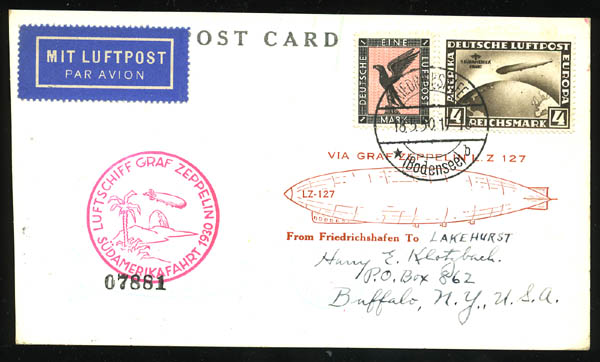 MIT LUFTPOST
PAR AVION
OST CARD
DEUTSCHE EINE LUFTPOST
MARK
DEUTSCHE LUFTPOST
AMERIKA
EUROPA
4 REICHSMARK 4
(Bodensee) b
VIA GRAF ZEPPELIN L. Z 127
LZ-127
LUFTSCHIFF GRAF ZEPPELIN
SÜDAMERIKAFAHRT 1930
07881
From Friedrichshafen To LAKEHURST
Harry E. Klotzbach.
P.O. Box 862
Buffalo, N.Y., U.S.A.